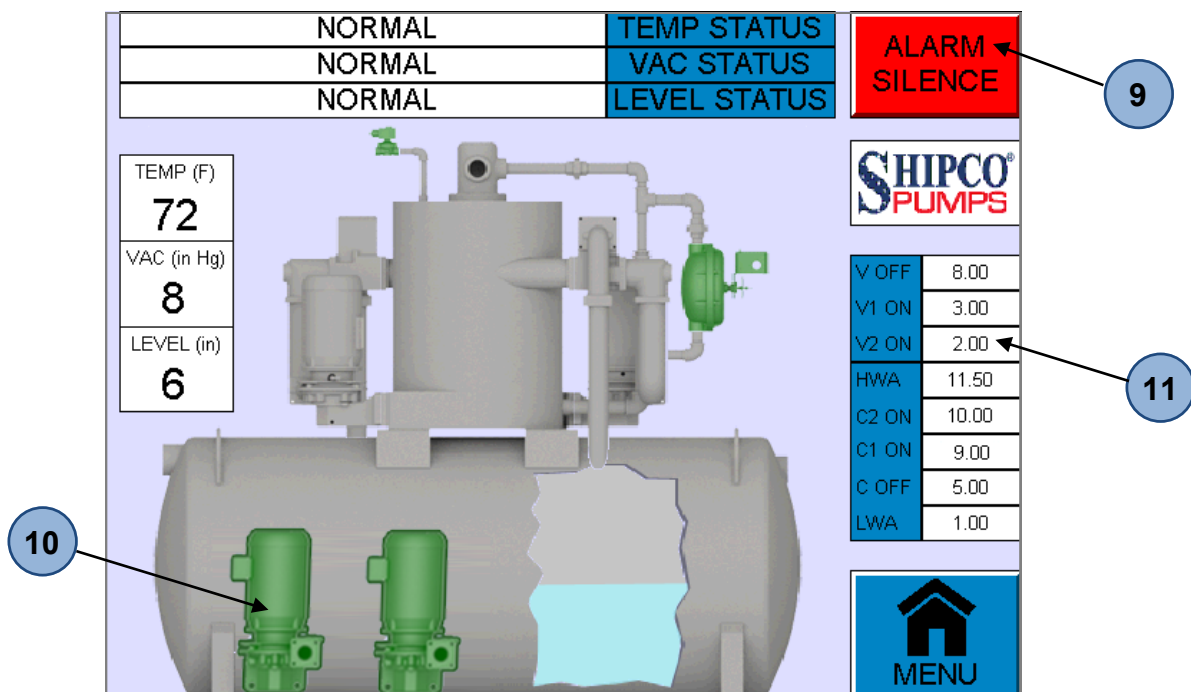 NORMAL TEMP STATUS
NORMAL VAC STATUS
NORMAL LEVEL STATUS
ALARM
SILENCE
9
TEMP (F)
72
VAC (in Hg)
8
LEVEL (in)
6
SHIPCO®
PUMPS
V OFF 8.00
V1 ON 3.00
V2 ON 2.00
HWA 11.50
C2 ON 10.00
C1 ON 9.00
C OFF 5.00
LWA 1.00
11
10
MENU